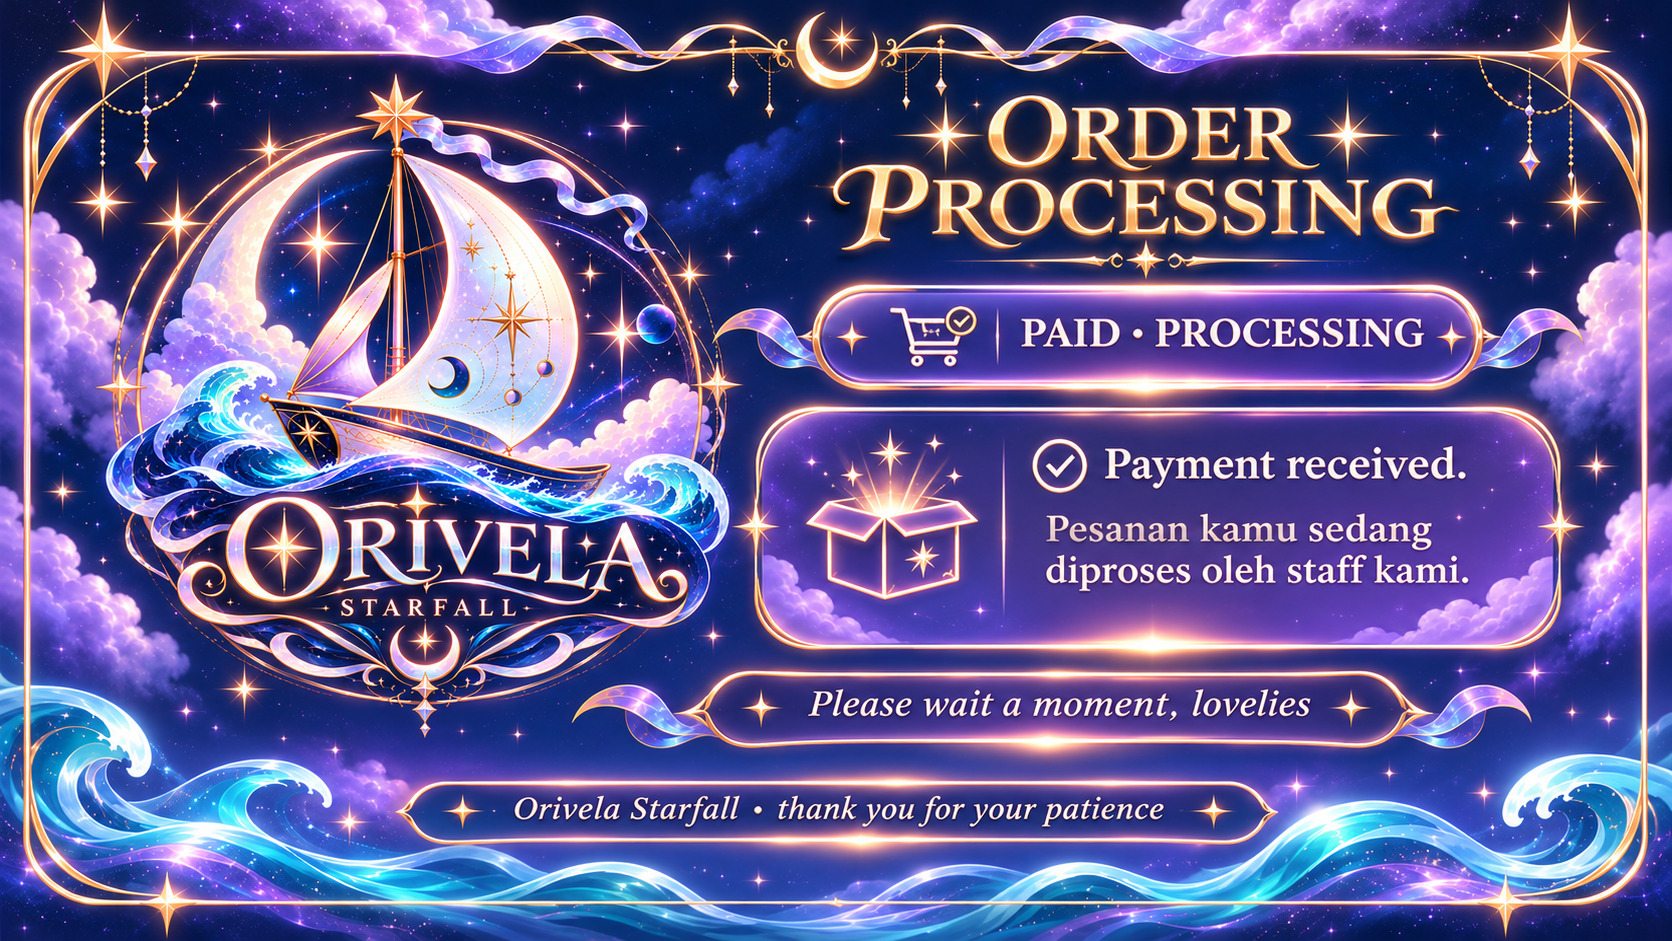 ORIVELA
STARFALL
ORDER
PROCESSING
PAID • PROCESSING
Payment received.
Pesanan kamu sedang
diproses oleh staff kami.
Please wait a moment, lovelies
Orivela Starfall • thank you for your patience